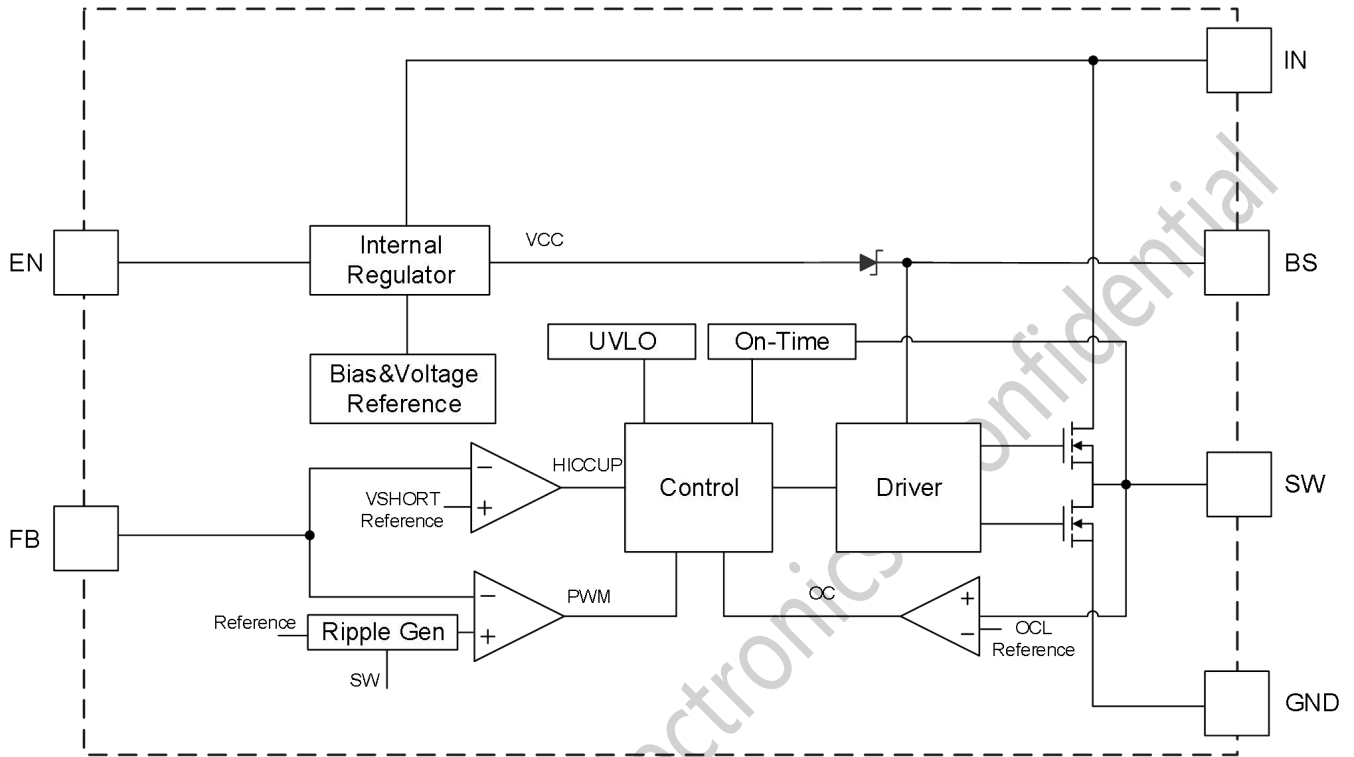 IN
EN
Internal
Regulator
VCC
BS
UVLO
On-Time
Bias&Voltage
Reference
HICCUP
VSHORT
Reference
−
+
Control
Driver
SW
FB
Reference
Ripple Gen
SW
−
+
PWM
OC
+
−
OCL
Reference
GND
ectronics
onfidential